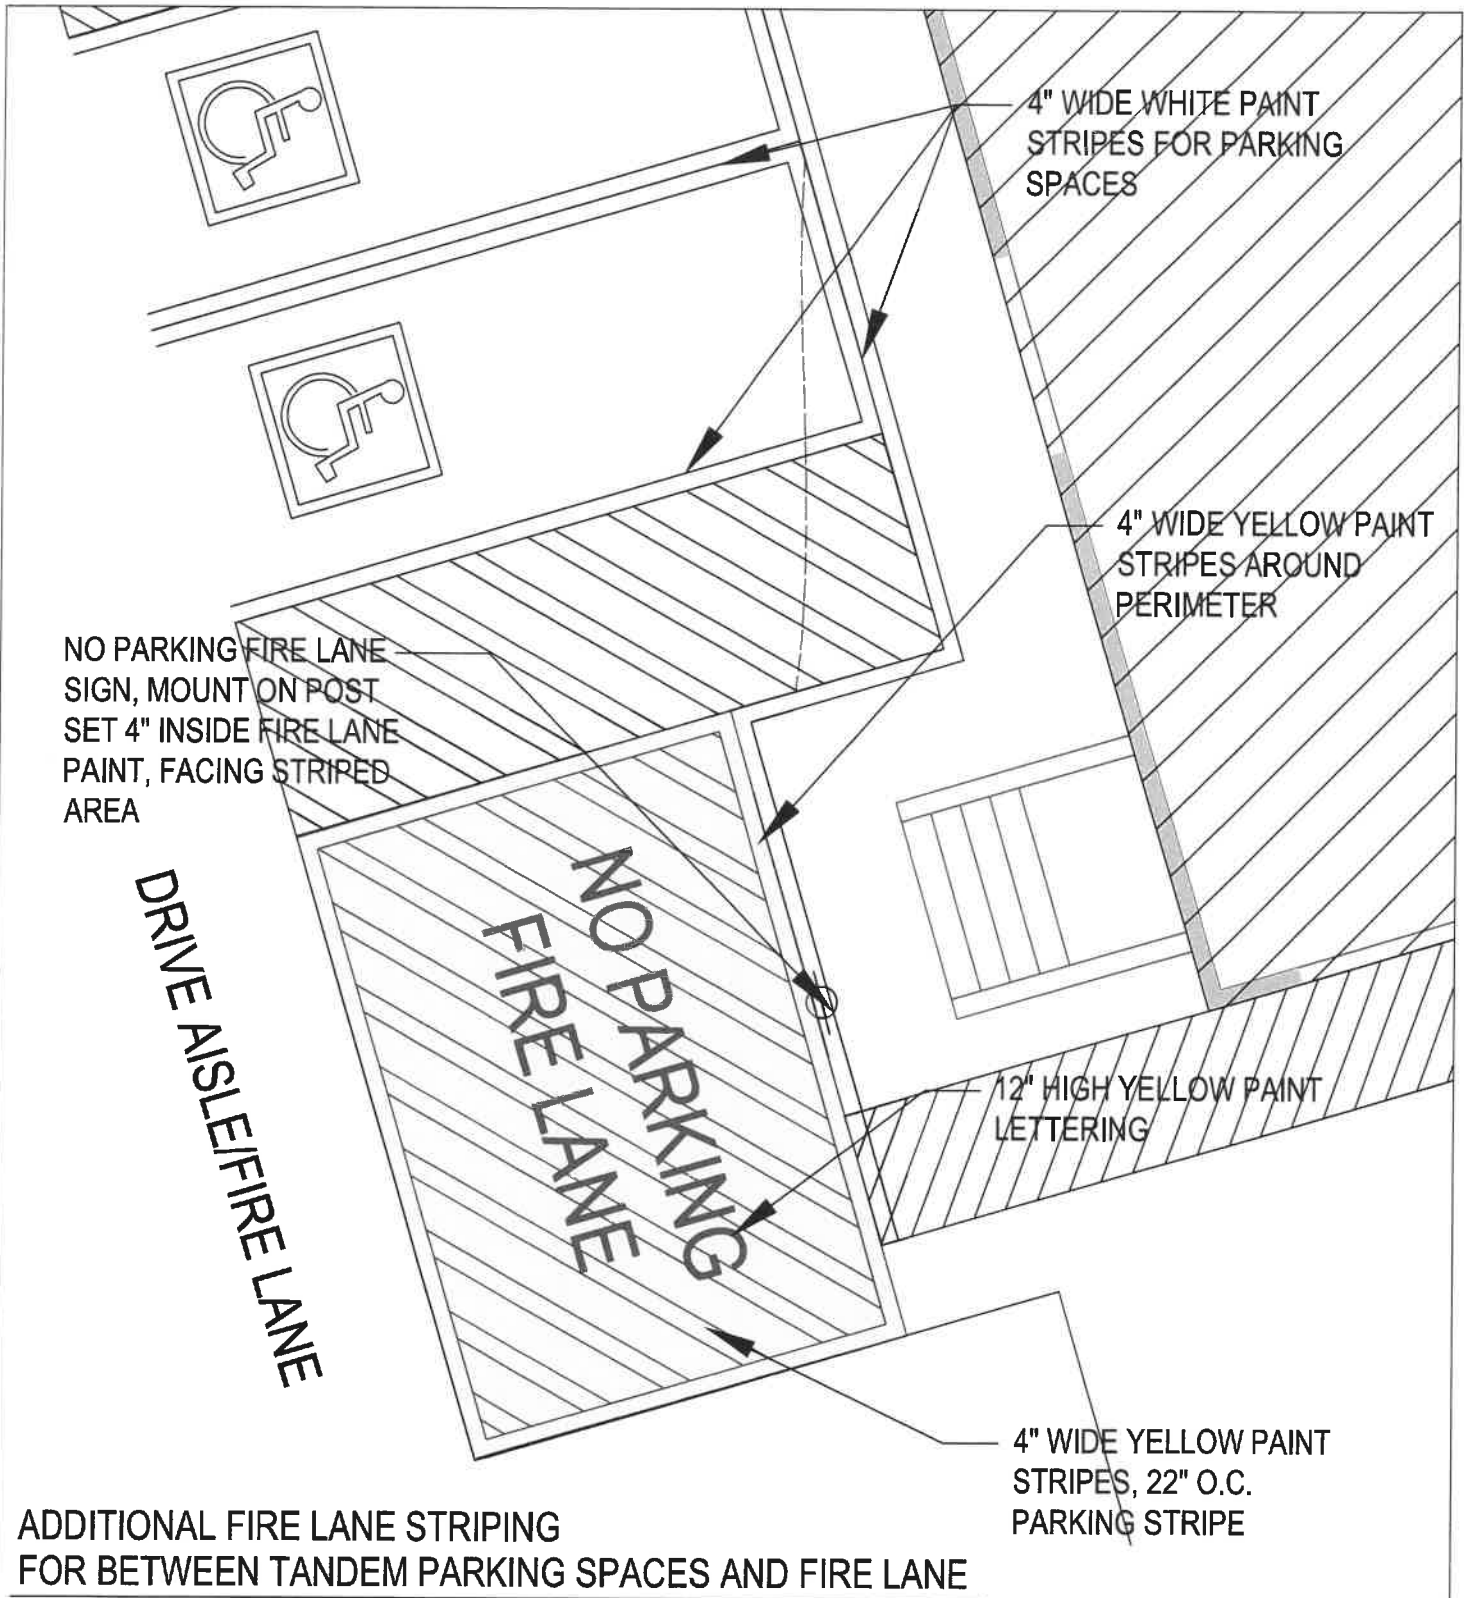 4" WIDE WHITE PAINT
STRIPES FOR PARKING
SPACES
4" WIDE YELLOW PAINT
STRIPES AROUND
PERIMETER
NO PARKING FIRE LANE
SIGN, MOUNT ON POST
SET 4" INSIDE FIRE LANE
PAINT, FACING STRIPED
AREA
DRIVE AISLE/FIRE LANE
NO PARKING
FIRE LANE
12" HIGH YELLOW PAINT
LETTERING
4" WIDE YELLOW PAINT
STRIPES, 22" O.C.
PARKING STRIPE
ADDITIONAL FIRE LANE STRIPING
FOR BETWEEN TANDEM PARKING SPACES AND FIRE LANE